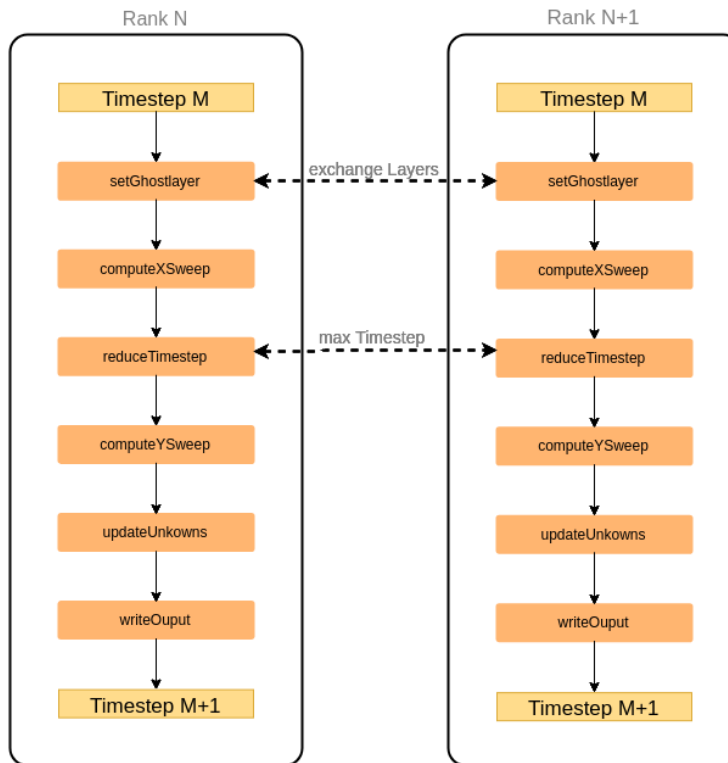 Rank N
Rank N+1
Timestep M
Timestep M
setGhostlayer
exchange Layers
setGhostlayer
computeXSweep
computeXSweep
reduceTimestep
max Timestep
reduceTimestep
computeYSweep
computeYSweep
updateUnkowns
updateUnkowns
writeOuput
writeOuput
Timestep M+1
Timestep M+1